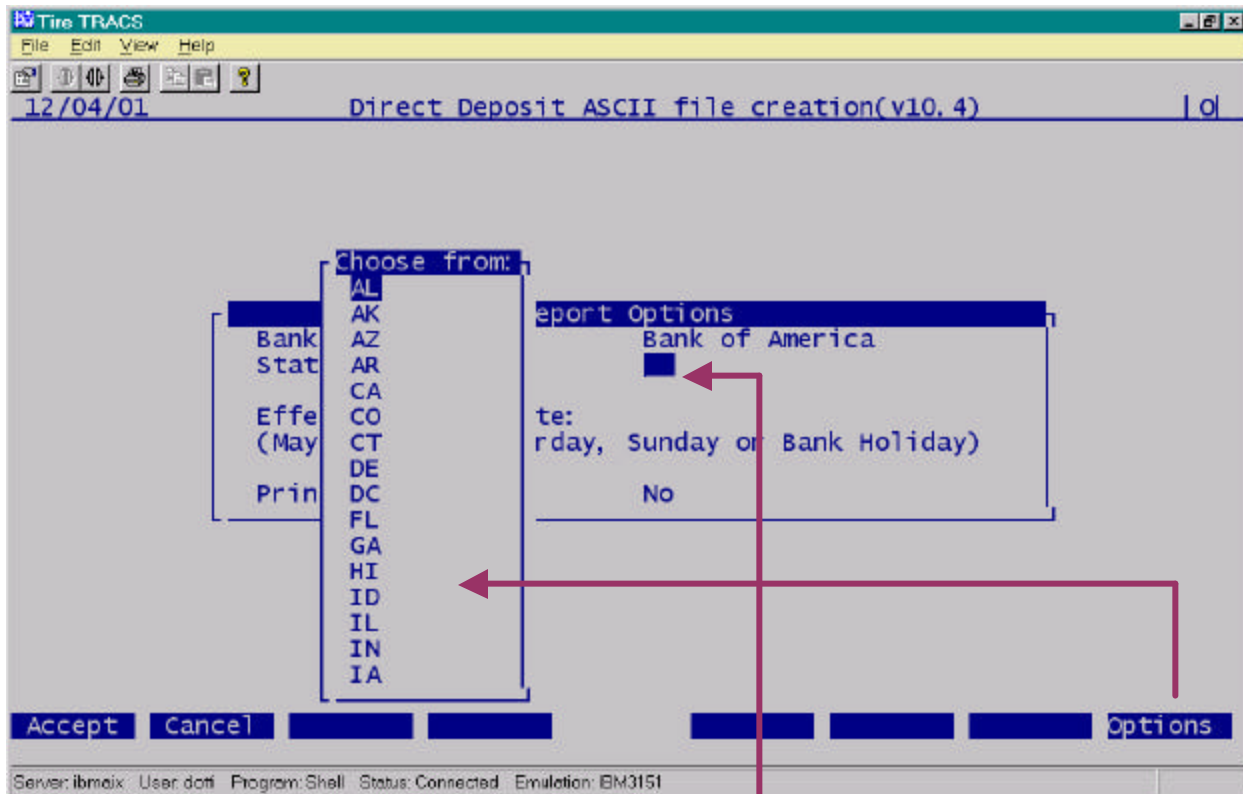 Tire TRACS
File Edit View Help
12/04/01 Direct Deposit ASCII file creation(v10.4) |O|
Choose from:
AL
AK eport Options
Bank AZ Bank of America
Stat AR
CA
Effe CO te:
(May CT rday, Sunday or Bank Holiday)
DE
Prin DC No
FL
GA
HI
ID
IL
IN
IA
Accept Cancel Options
Server: ibmaix User: dotti Program: Shell Status: Connected Emulation: IBM3151